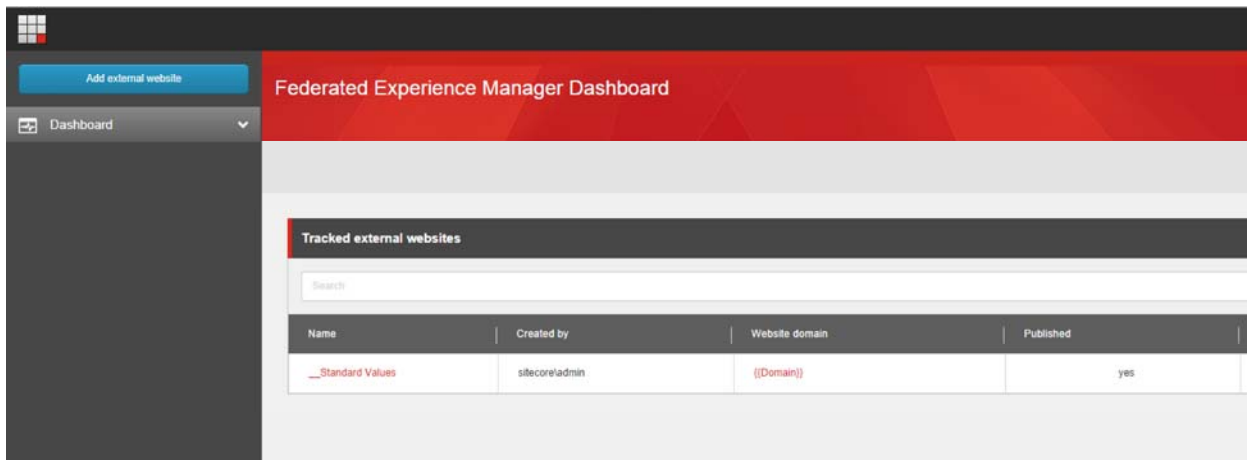 Add external website
Federated Experience Manager Dashboard
Dashboard
Tracked external websites
Search
Name Created by Website domain Published
__Standard Values sitecore\admin {{Domain}} yes